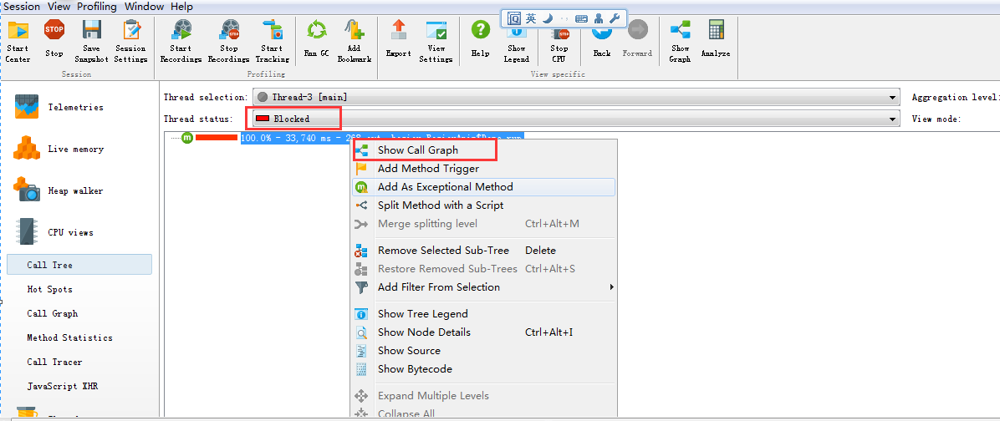 Session View Profiling Session Window Help
英
Start Center
Stop
Save Snapshot
Session Settings
Start Recordings
Stop Recordings
Start Tracking
Run GC
Add Bookmark
Export
View Settings
Help
Show Legend
Stop CPU
Back
Forward
Show Graph
Analyze
Session
Profiling
View specific
Telemetries
Live memory
Heap walker
CPU views
Call Tree
Hot Spots
Call Graph
Method Statistics
Call Tracer
JavaScript XHR
Thread selection: Thread-3 [main] Aggregation level:
Thread status: Blocked View mode:
100.0% - 33,740 ms -
Show Call Graph
Add Method Trigger
Add As Exceptional Method
Split Method with a Script
Merge splitting level Ctrl+Alt+M
Remove Selected Sub-Tree Delete
Restore Removed Sub-Trees Ctrl+Alt+S
Add Filter From Selection
Show Tree Legend
Show Node Details Ctrl+Alt+I
Show Source
Show Bytecode
Expand Multiple Levels
Collapse All